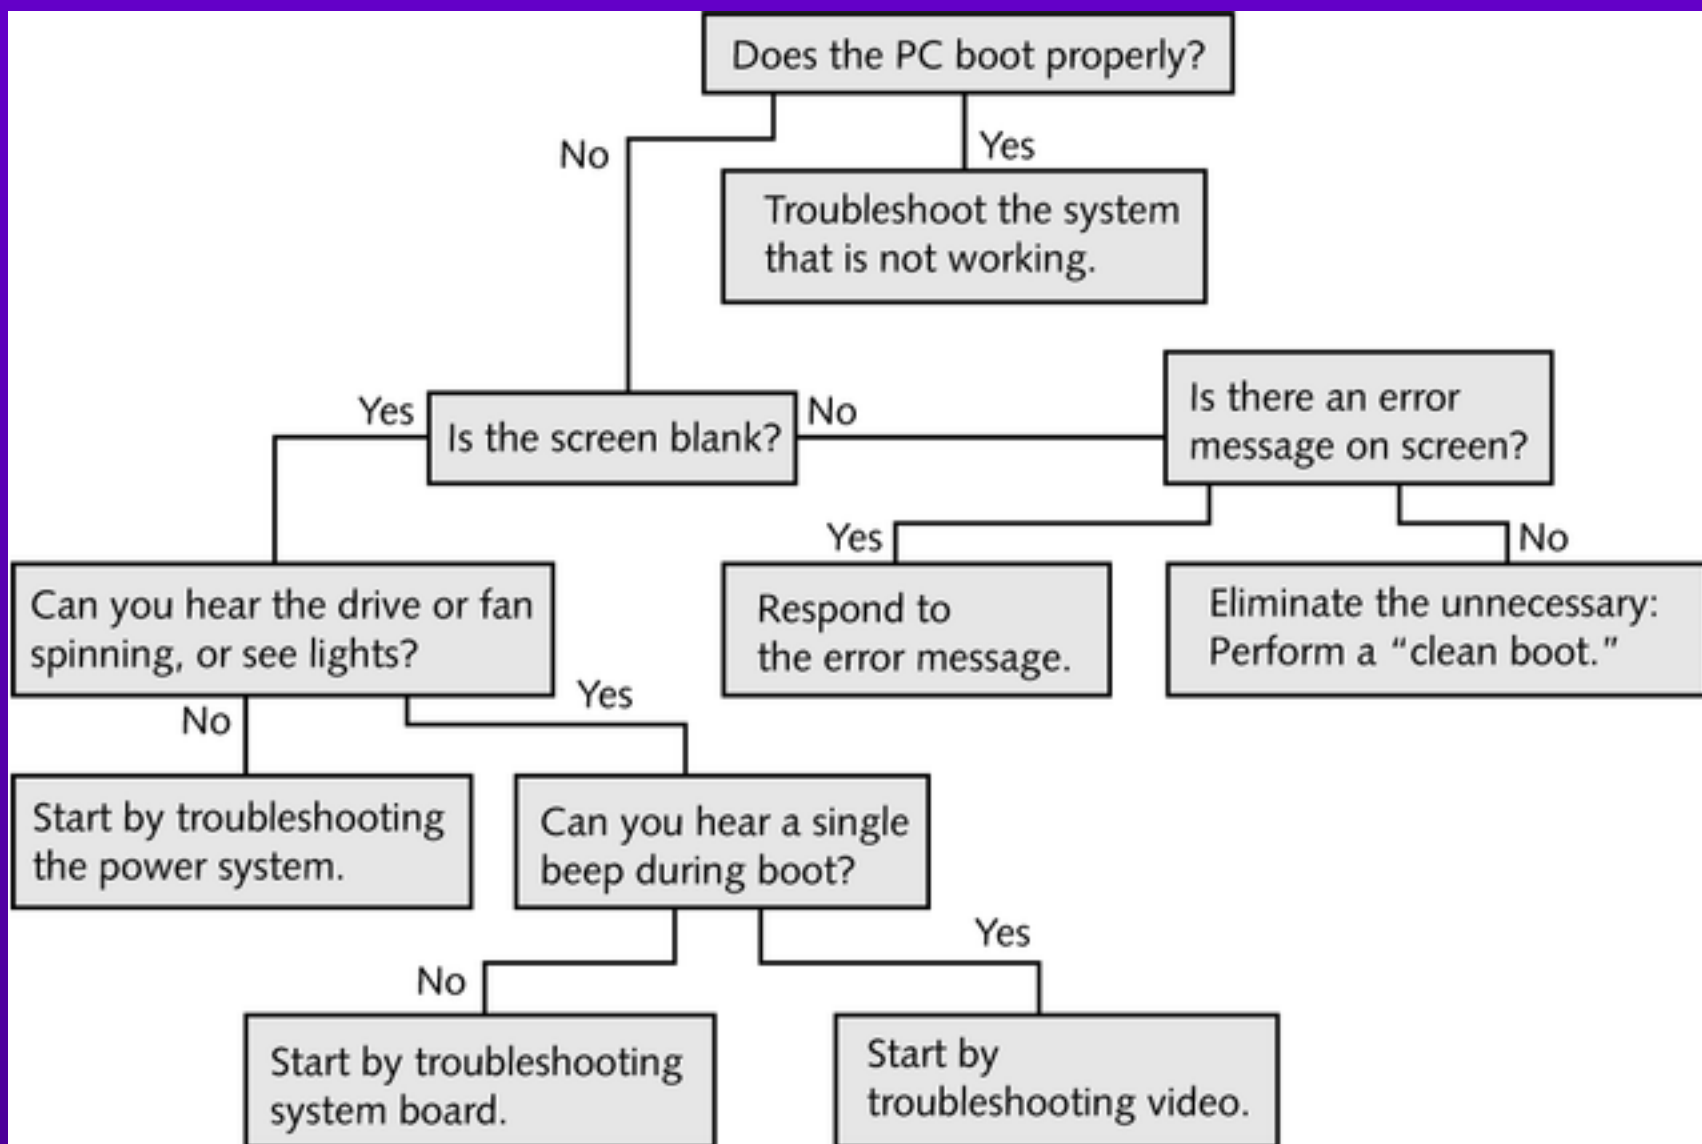 Does the PC boot properly?
No
Yes
Troubleshoot the system
that is not working.
Yes
Is the screen blank?
No
Is there an error
message on screen?
Yes
No
Can you hear the drive or fan
spinning, or see lights?
Respond to
the error message.
Eliminate the unnecessary:
Perform a “clean boot.”
No
Yes
Start by troubleshooting
the power system.
Can you hear a single
beep during boot?
No
Yes
Start by troubleshooting
system board.
Start by
troubleshooting video.